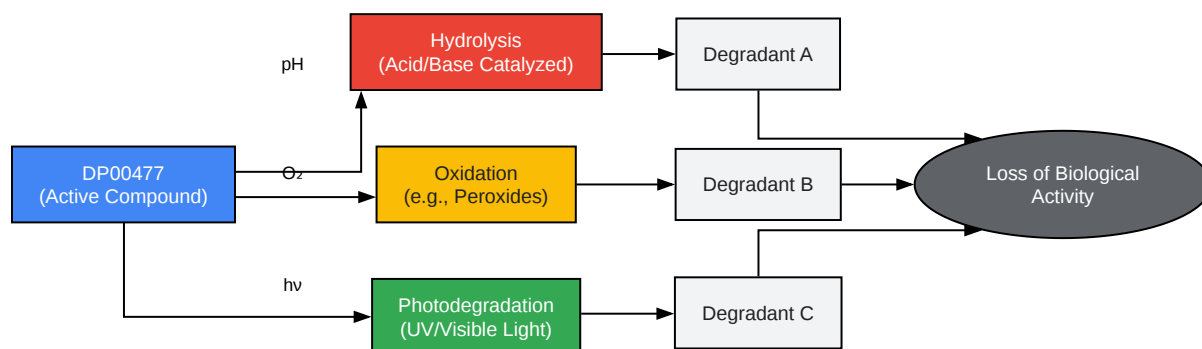 pH
Hydrolysis
(Acid/Base Catalyzed)
Degradant A
DP00477
(Active Compound)
O₂
Oxidation
(e.g., Peroxides)
Degradant B
Loss of Biological
Activity
hν
Photodegradation
(UV/Visible Light)
Degradant C